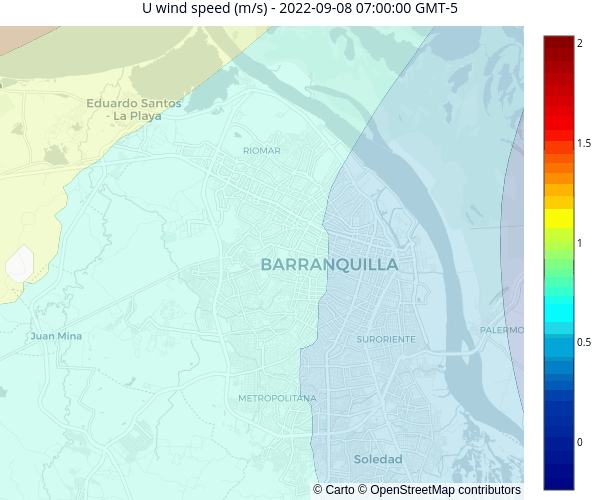 U wind speed (m/s) - 2022-09-08 07:00:00 GMT-5
2
Eduardo Santos
- La Playa
1.5
RIOMAR
1
BARRANQUILLA
Juan Mina
SURORIENTE
PALERMO
0.5
METROPOLITANA
0
Soledad
© Carto © OpenStreetMap contributors